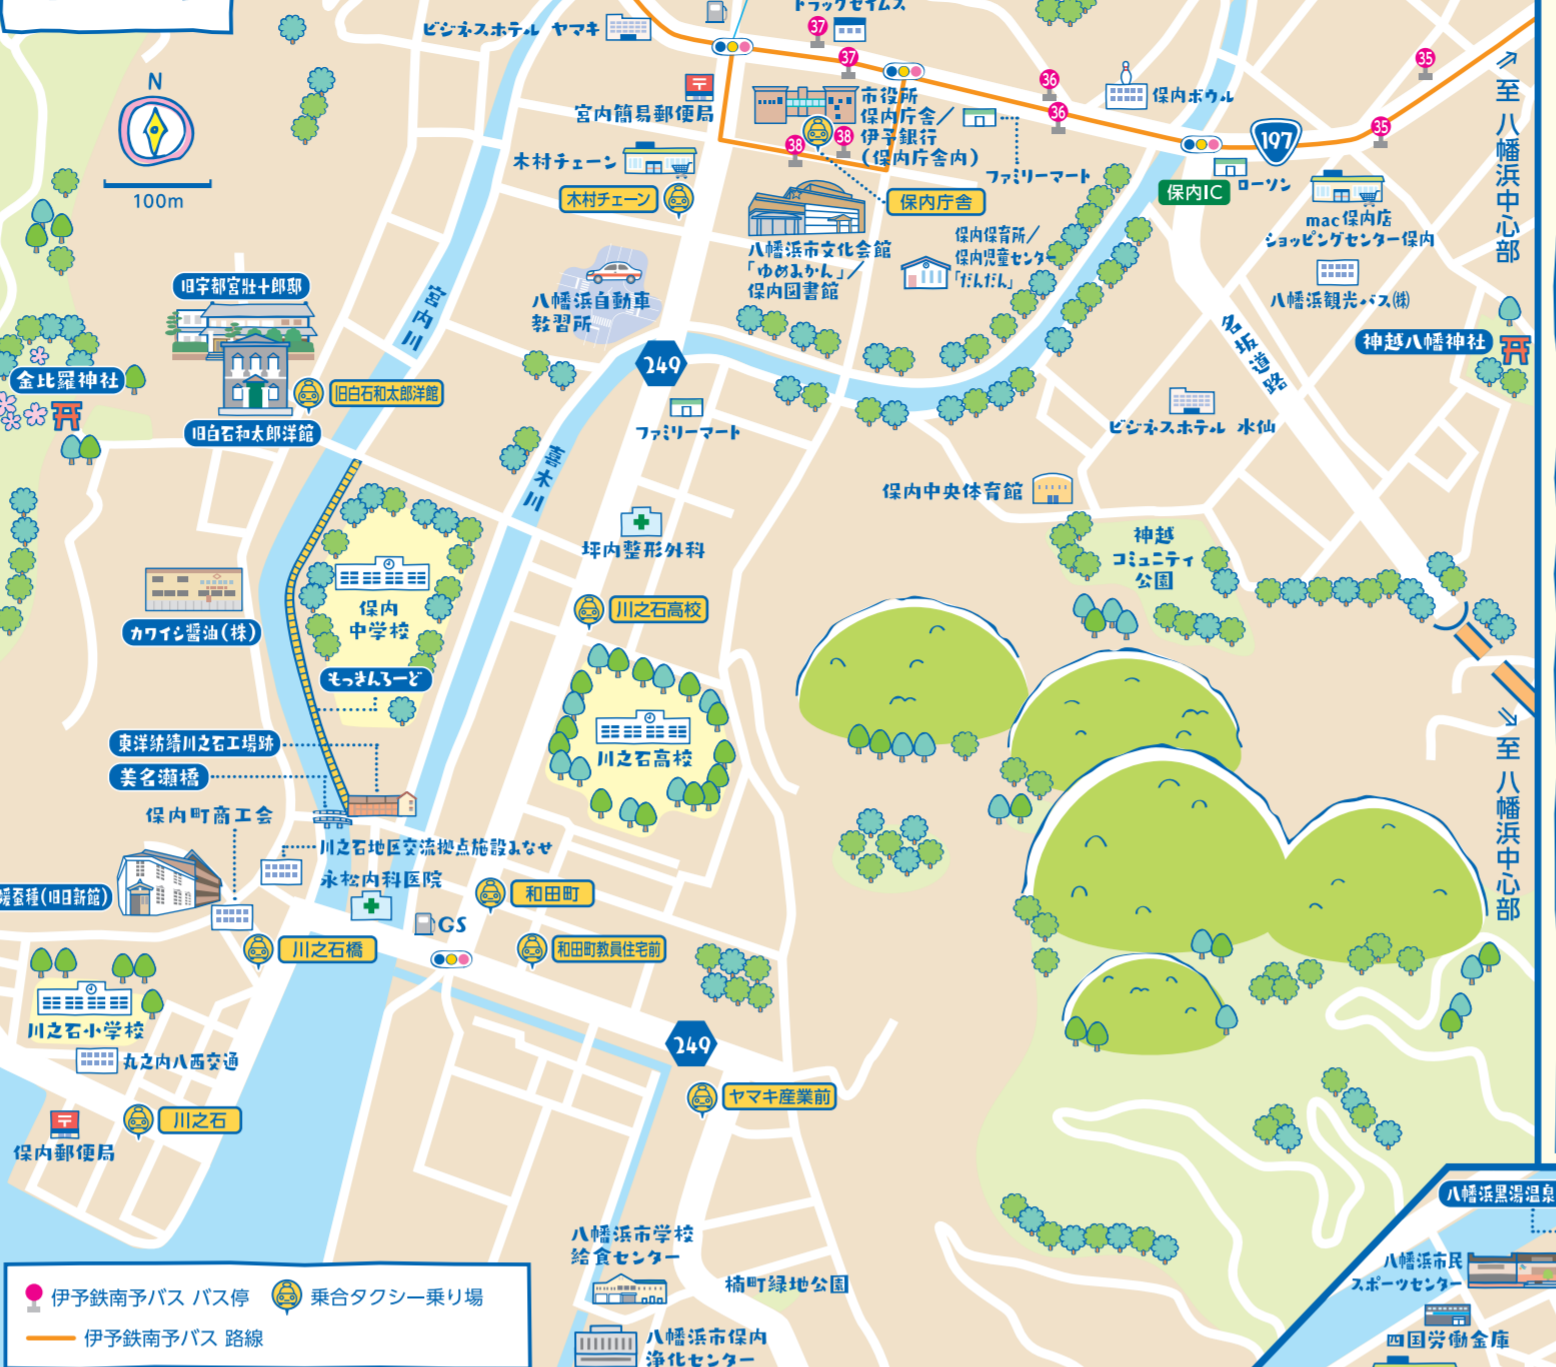 ビジネスホテル ヤマキ
ドラッグセイムス
37
37
36
36
35
35
38
38
N
100m
宮内簡易郵便局
木村チェーン
木村チェーン
市役所
保内庁舎／
伊予銀行
(保内庁舎内)
ファミリーマート
保内庁舎
保内ボウル
197
保内IC
ローソン
mac保内店
ショッピングセンター保内
八幡浜観光バス㈱
至 八幡浜中心部
八幡浜市文化会館
「ゆめみかん」／
保内図書館
保内保育所／
保内児童センター
「だんだん」
八幡浜自動車
教習所
宮内川
旧宇都宮壯十郎邸
旧白石和太郎洋館
旧白石和太郎洋館
金比羅神社
249
ファミリーマート
喜木川
名坂道路
神越八幡神社
ビジネスホテル 水仙
保内中央体育館
神越
コミュニティ
公園
坪内整形外科
川之石高校
川之石高校
保内
中学校
カワイシ醤油(株)
もっきんろーど
東洋紡績川之石工場跡
美名瀬橋
保内町商工会
川之石地区交流拠点施設みなせ
永松内科医院
媛蚕種(旧日新館)
GS
和田町
和田町教員住宅前
川之石橋
川之石小学校
丸之内八西交通
川之石
保内郵便局
249
ヤマキ産業前
至 八幡浜中心部
八幡浜市学校
給食センター
楠町緑地公園
八幡浜市保内
浄化センター
八幡浜黒湯温泉
八幡浜市民
スポーツセンター
四国労働金庫
伊予鉄南予バス バス停
乗合タクシー乗り場
伊予鉄南予バス 路線